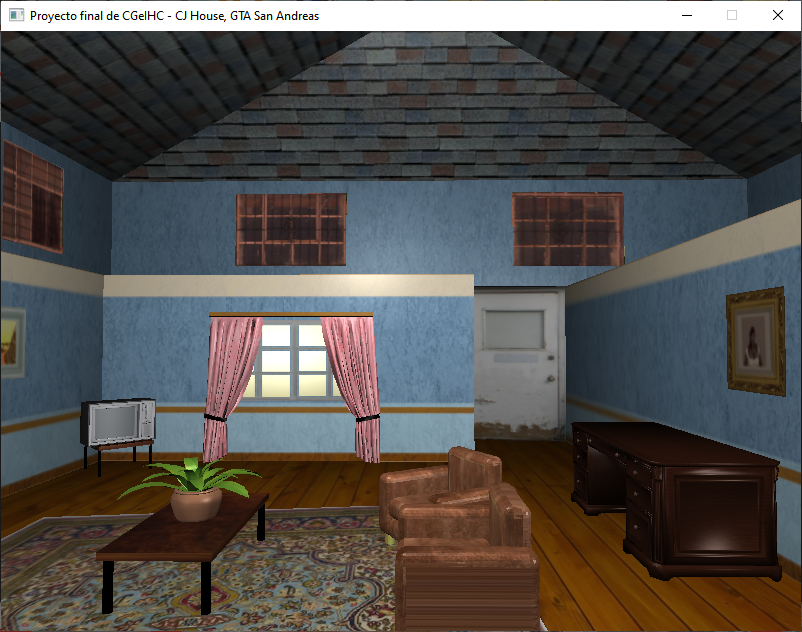 Proyecto final de CGeIHC - CJ House, GTA San Andreas